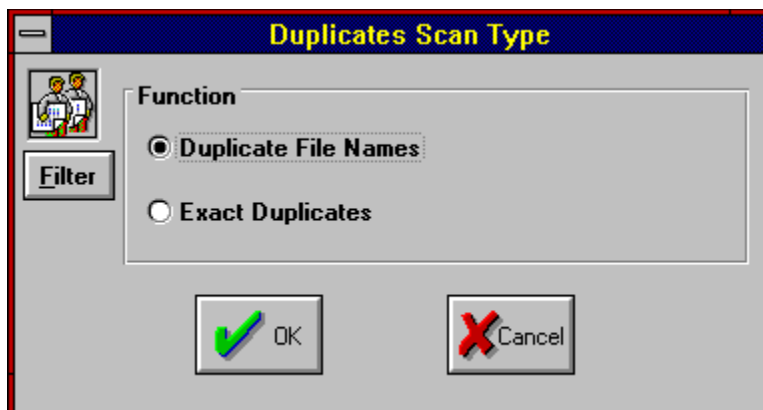 Duplicates Scan Type
Function
Duplicate File Names
Filter
Exact Duplicates
OK
Cancel